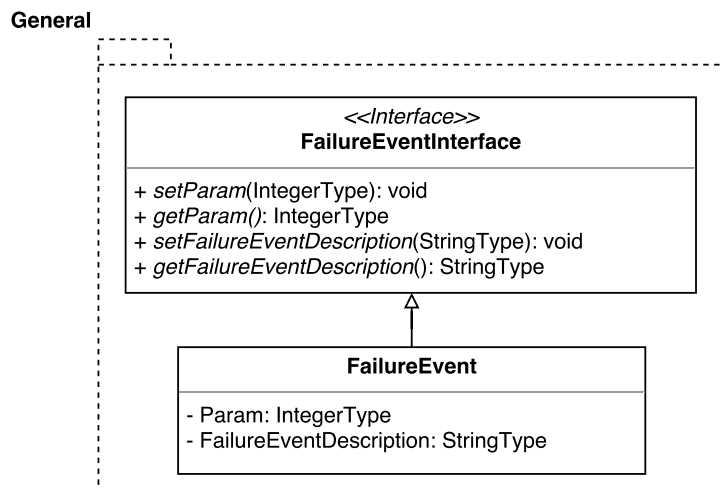 General
<<Interface>>
FailureEventInterface
+ setParam(IntegerType): void
+ getParam(): IntegerType
+ setFailureEventDescription(StringType): void
+ getFailureEventDescription(): StringType
FailureEvent
- Param: IntegerType
- FailureEventDescription: StringType